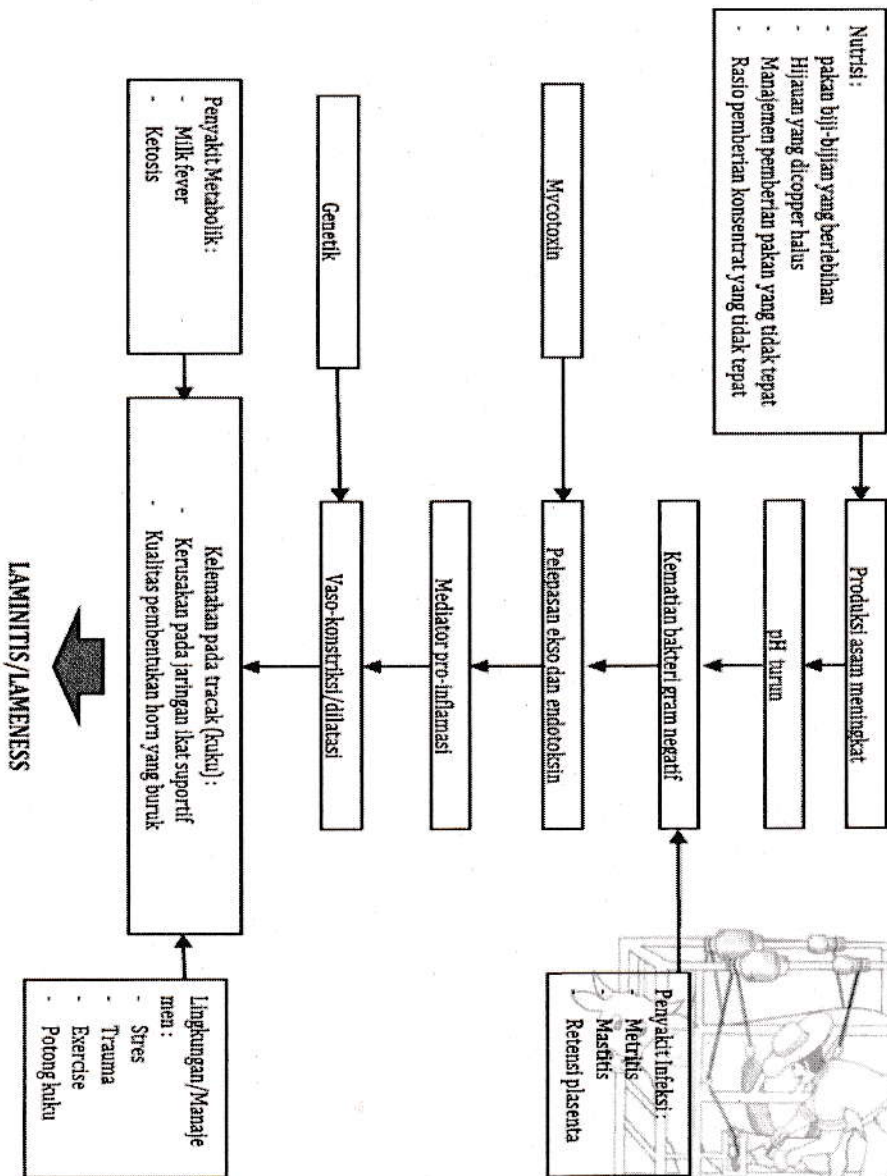 Nutrisi :
- pakan biji-bijian yang berlebihan
- Hijauan yang dicopper halus
- Manajemen pemberian pakan yang tidak tepat
- Rasio pemberian konsentrat yang tidak tepat
Produksi asam meningkat
pH turun
Kematian bakteri gram negatif
Penyakit Infeksi :
- Metritis
- Mastitis
- Retensi plasenta
Mycotoxin
Pelepasan ekso dan endotoksin
Mediator pro-inflamasi
Genetik
Vaso-konstriksi/dilatasi
Penyakit Metabolik :
- Milk fever
- Ketosis
Kelemahan pada tracak (kuku) :
- Kerusakan pada jaringan ikat suportif
- Kualitas pembentukan horn yang buruk
Lingkungan/Manaje
men :
- Stres
- Trauma
- Exercise
- Potong kuku
LAMINITIS/LAMENESS